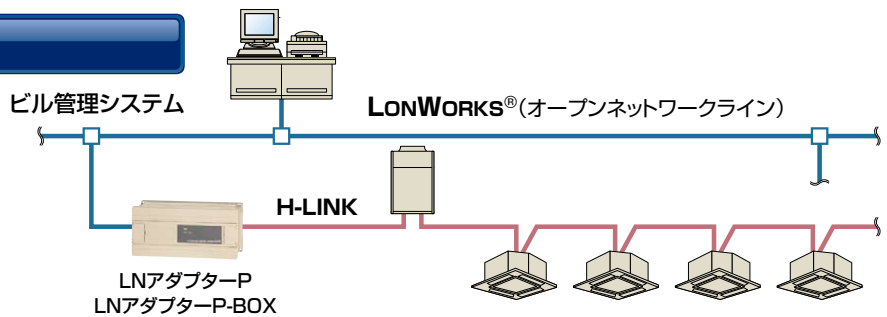 ビル管理システム
LONWORKS®(オープンネットワークライン)
H-LINK
LNアダプターP
LNアダプターP-BOX